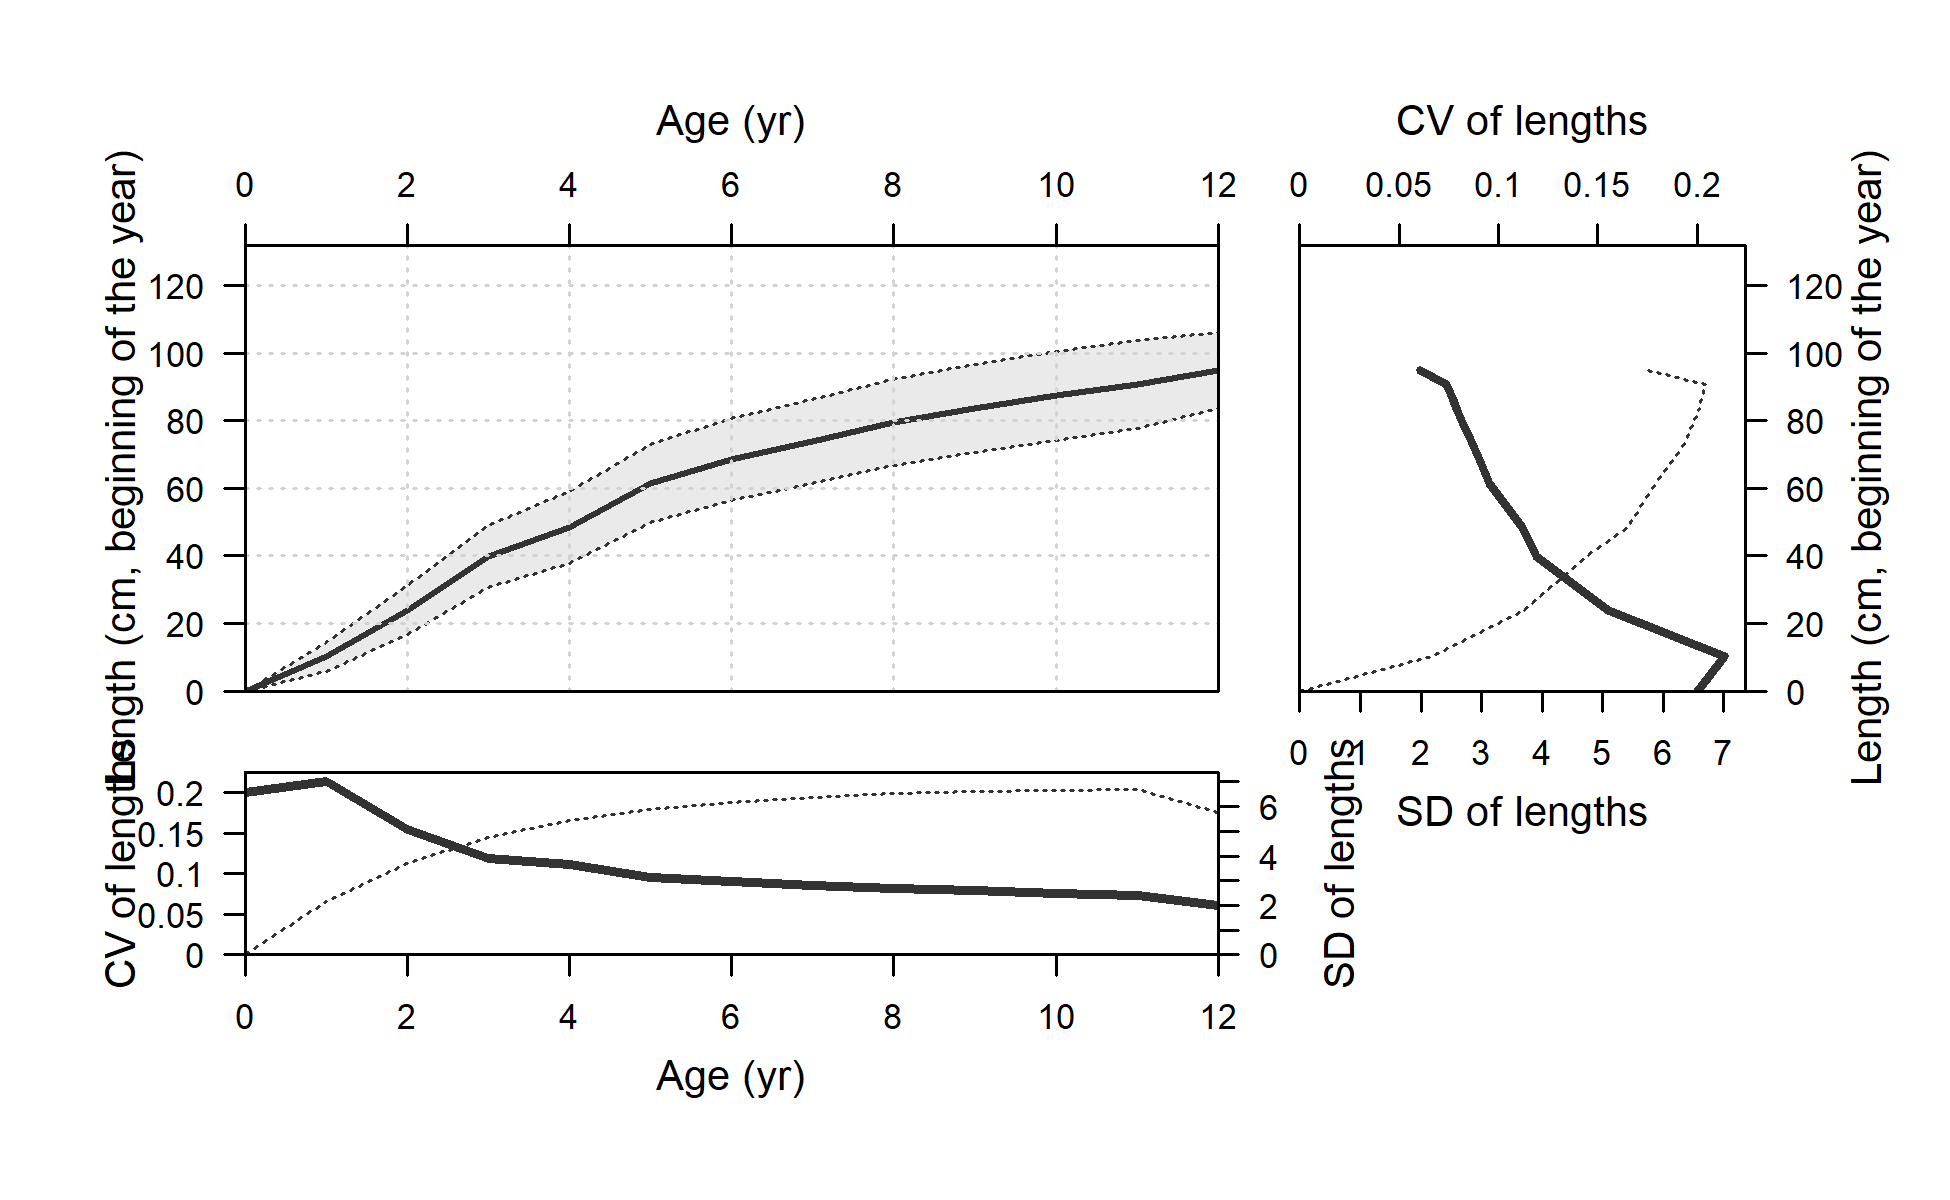 Age (yr)
CV of lengths
0 2 4 6 8 10 12
0 0.05 0.1 0.15 0.2
Length (cm, beginning of the year)
120
100
80
60
40
20
0
120
100
80
60
40
20
0
Length (cm, beginning of the year)
0 1 2 3 4 5 6 7
SD of lengths
CV of lengths
0.2
0.15
0.1
0.05
0
6
4
2
0
SD of lengths
0 2 4 6 8 10 12
Age (yr)